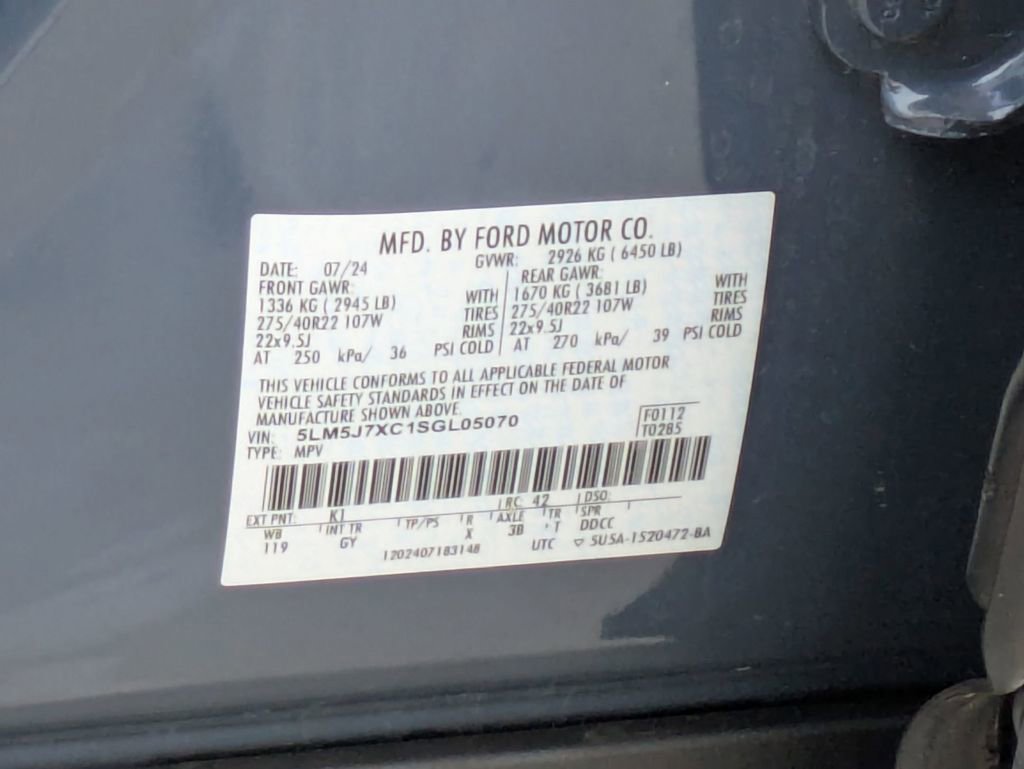 MFD. BY FORD MOTOR CO.
DATE: 07/24 GVWR: 2926 KG ( 6450 LB)
FRONT GAWR: REAR GAWR:
1336 KG ( 2945 LB) WITH 1670 KG ( 3681 LB) WITH
275/40R22 107W TIRES 275/40R22 107W TIRES
22x9.5J RIMS 22x9.5J RIMS
AT 250 kPa/ 36 PSI COLD AT 270 kPa/ 39 PSI COLD
THIS VEHICLE CONFORMS TO ALL APPLICABLE FEDERAL MOTOR
VEHICLE SAFETY STANDARDS IN EFFECT ON THE DATE OF
MANUFACTURE SHOWN ABOVE.
VIN: 5LM5J7XC1SGL05070 F0112
TYPE: MPV T0285
EXT PNT: K1 RC: 42 DSO:
WB INT TR TP/PS R AXLE TR SPR
119 GY X 3B T DDCC
1202407183148 UTC ▽ SU5A-1520472-BA